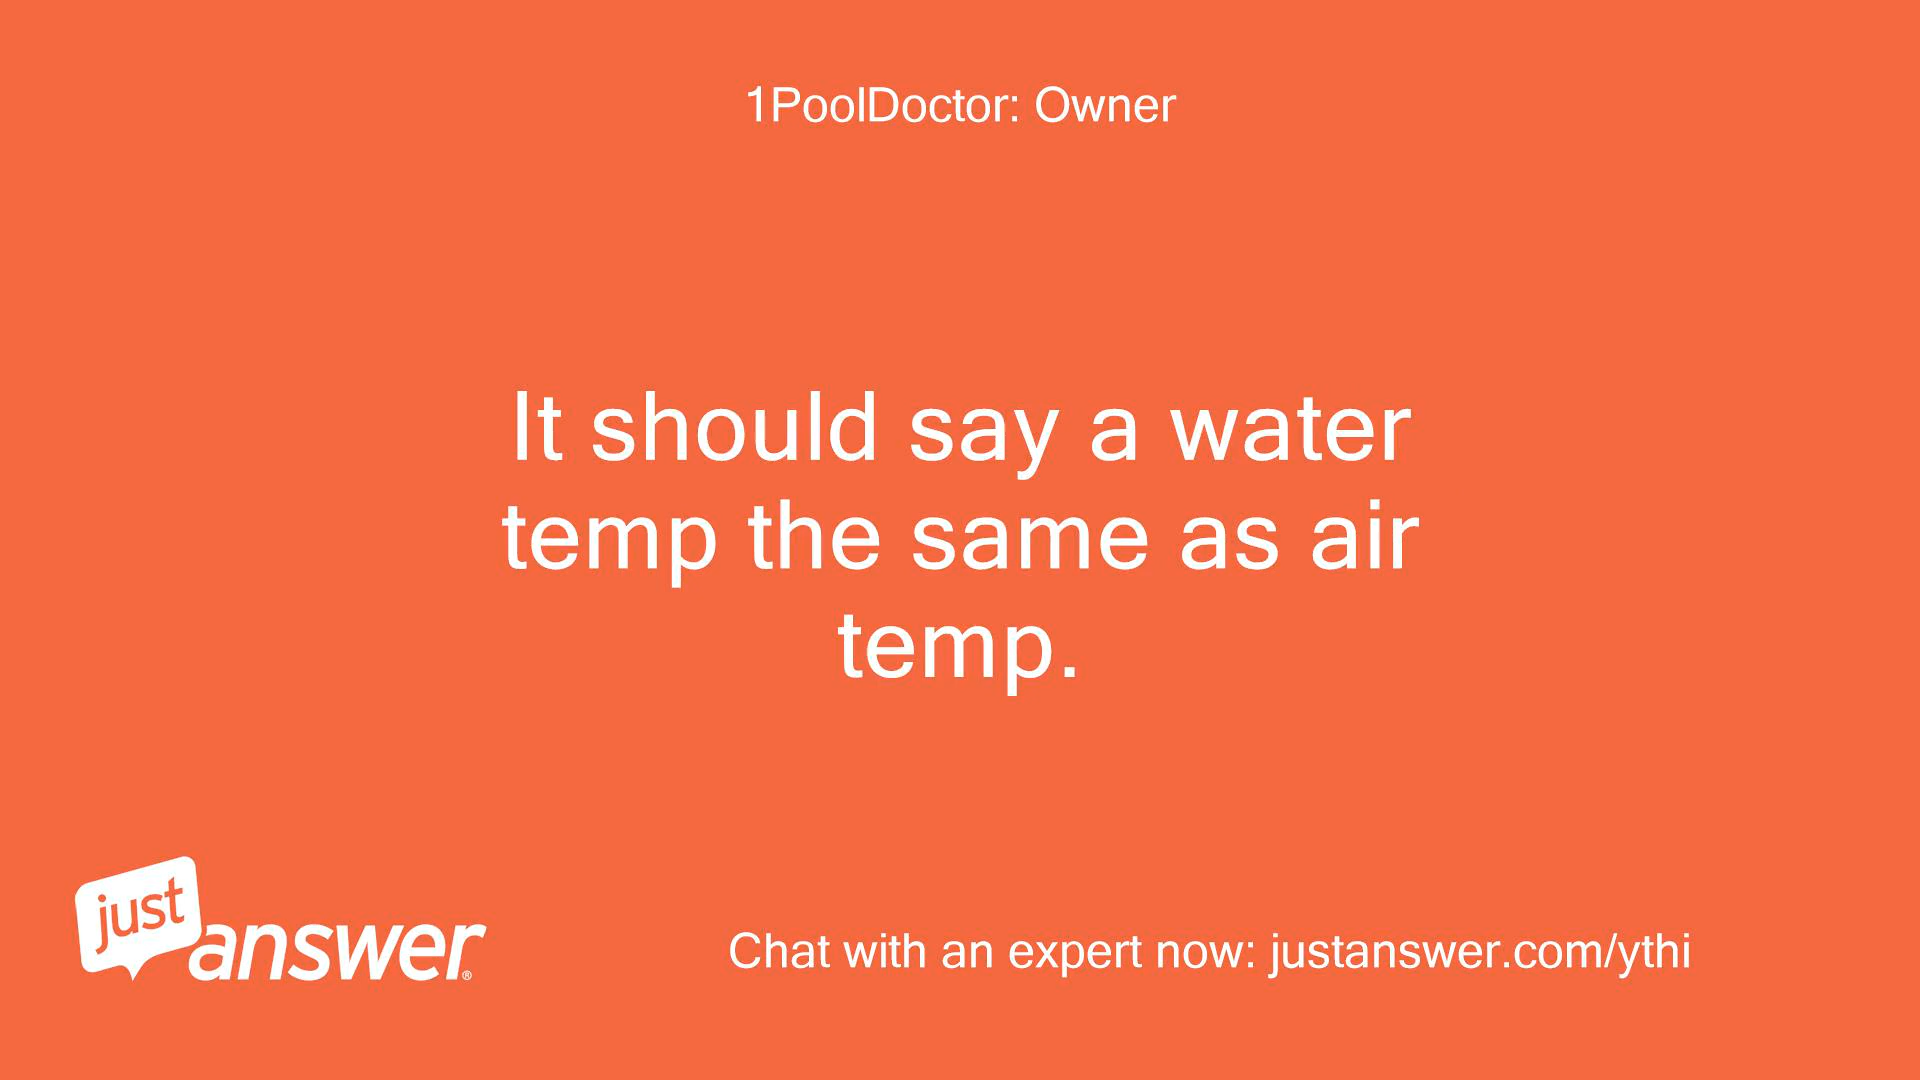 1PoolDoctor: Owner
It should say a water
temp the same as air
temp.
just
answer®
Chat with an expert now: justanswer.com/ythi